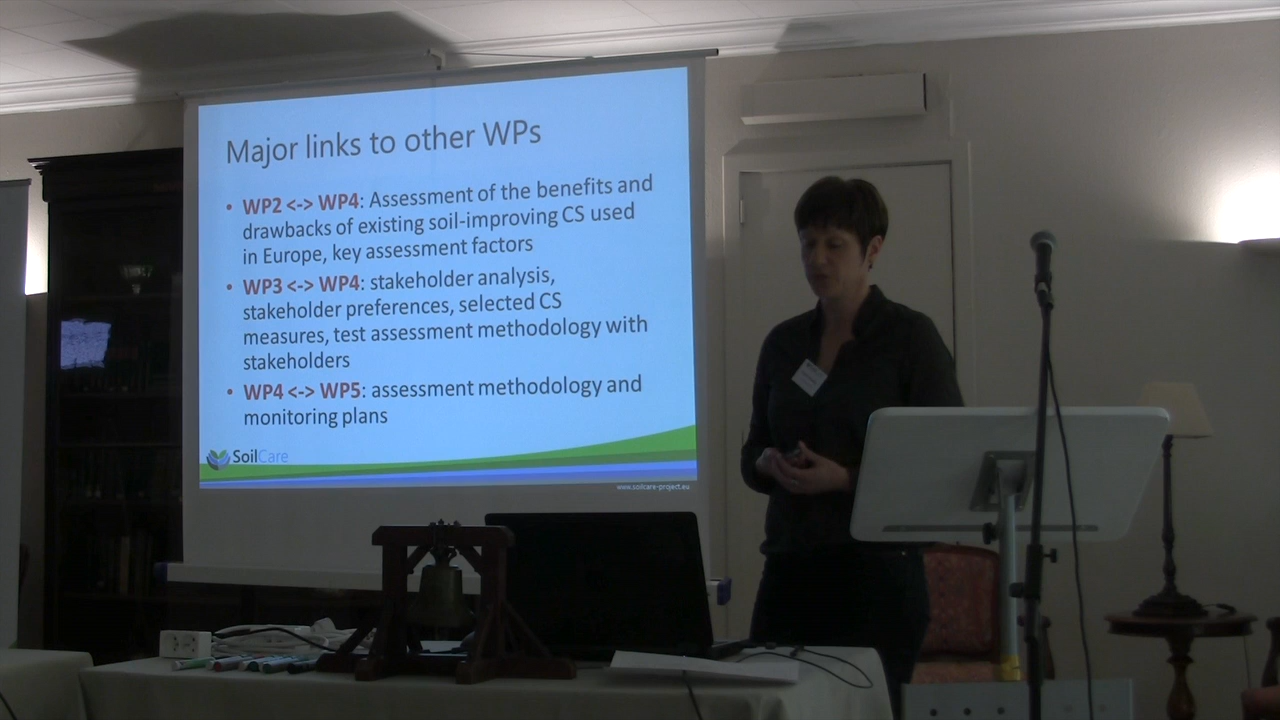 Major links to other WPs
• WP2 <-> WP4: Assessment of the benefits and
drawbacks of existing soil-improving CS used
in Europe, key assessment factors
• WP3 <-> WP4: stakeholder analysis,
stakeholder preferences, selected CS
measures, test assessment methodology with
stakeholders
• WP4 <-> WP5: assessment methodology and
monitoring plans
SoilCare
www.soilcare-project.eu